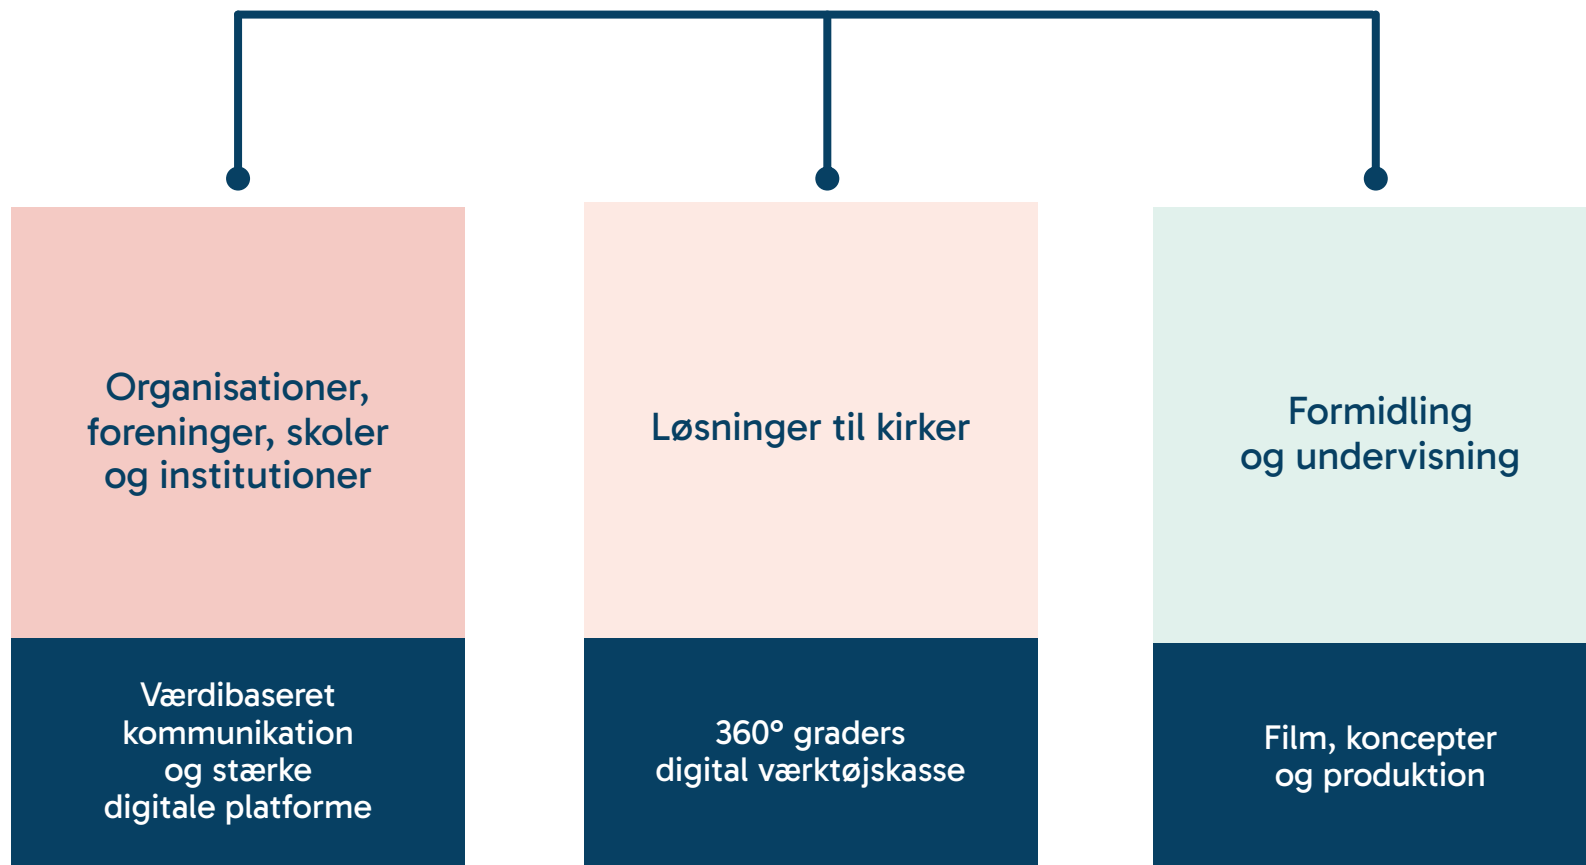 Organisationer,
foreninger, skoler
og institutioner
Værdibaseret
kommunikation
og stærke
digitale platforme
Løsninger til kirker
360° graders
digital værktøjskasse
Formidling
og undervisning
Film, koncepter
og produktion